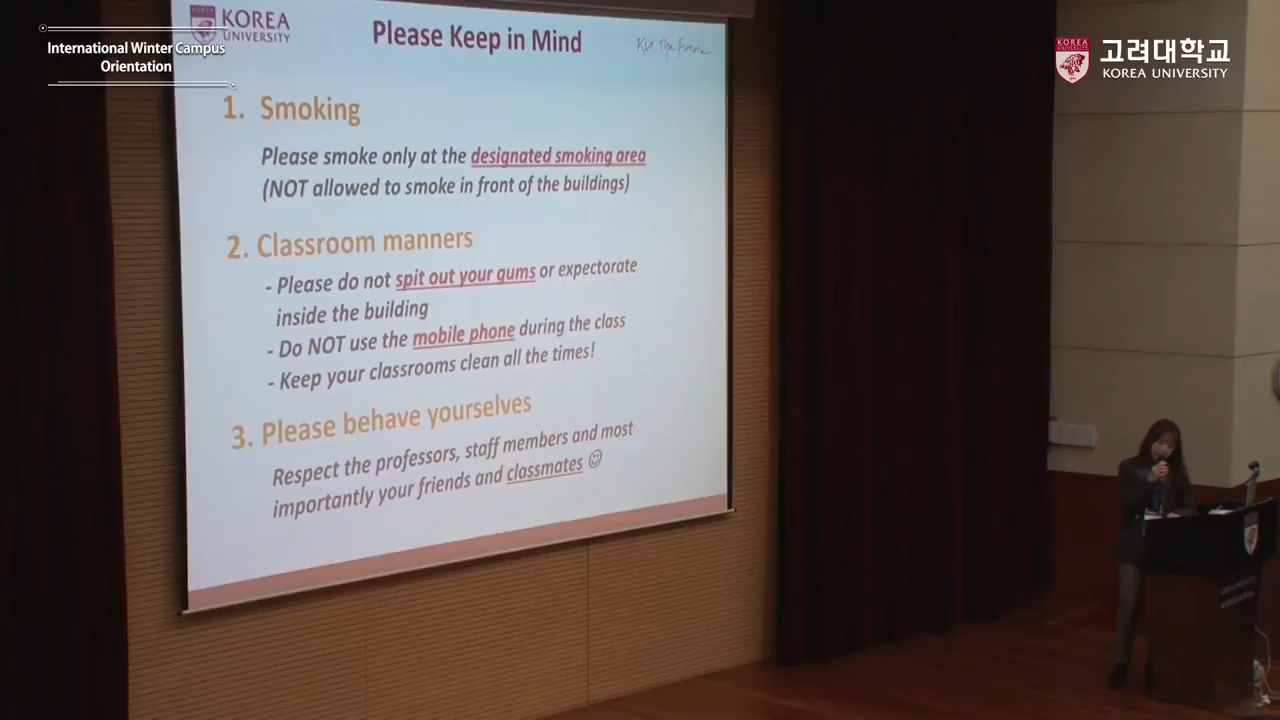 International Winter Campus
Orientation
KOREA
UNIVERSITY
Please Keep in Mind
KOREA
고려대학교
KOREA UNIVERSITY
1. Smoking
Please smoke only at the designated smoking area
(NOT allowed to smoke in front of the buildings)
2. Classroom manners
- Please do not spit out your gums or expectorate
inside the building
- Do NOT use the mobile phone during the class
- Keep your classrooms clean all the times!
3. Please behave yourselves
Respect the professors, staff members and most
importantly your friends and classmates ☺